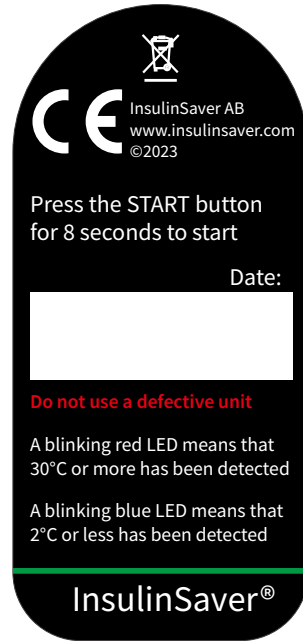 CE
InsulinSaver AB
www.insulinsaver.com
©2023
Press the START button
for 8 seconds to start
Date:
Do not use a defective unit
A blinking red LED means that
30°C or more has been detected
A blinking blue LED means that
2°C or less has been detected
InsulinSaver®